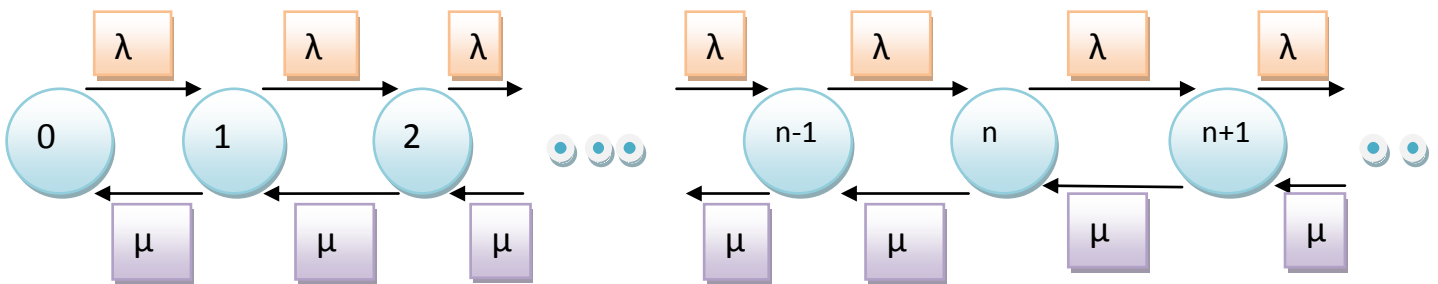 λ λ λ λ λ λ λ
0 1 2 n-1 n n+1
μ μ μ μ μ μ μ